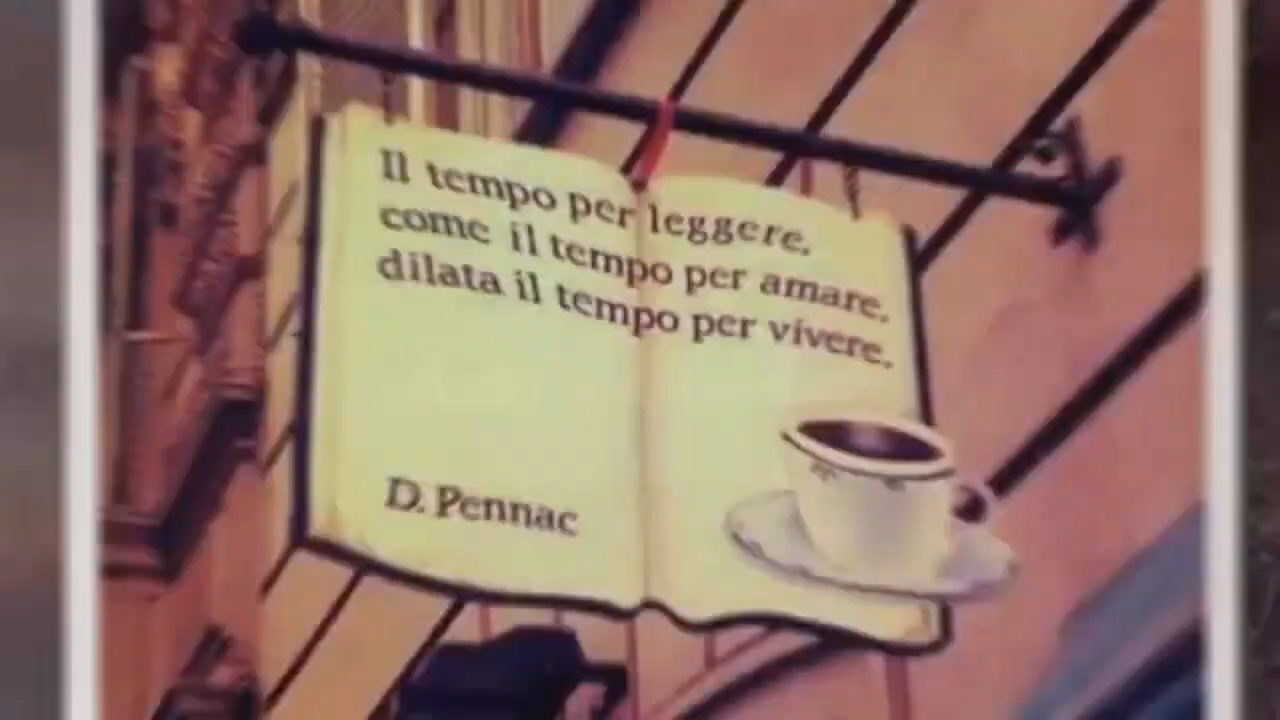 Il tempo per leggere,
come il tempo per amare,
dilata il tempo per vivere.
D. Pennac